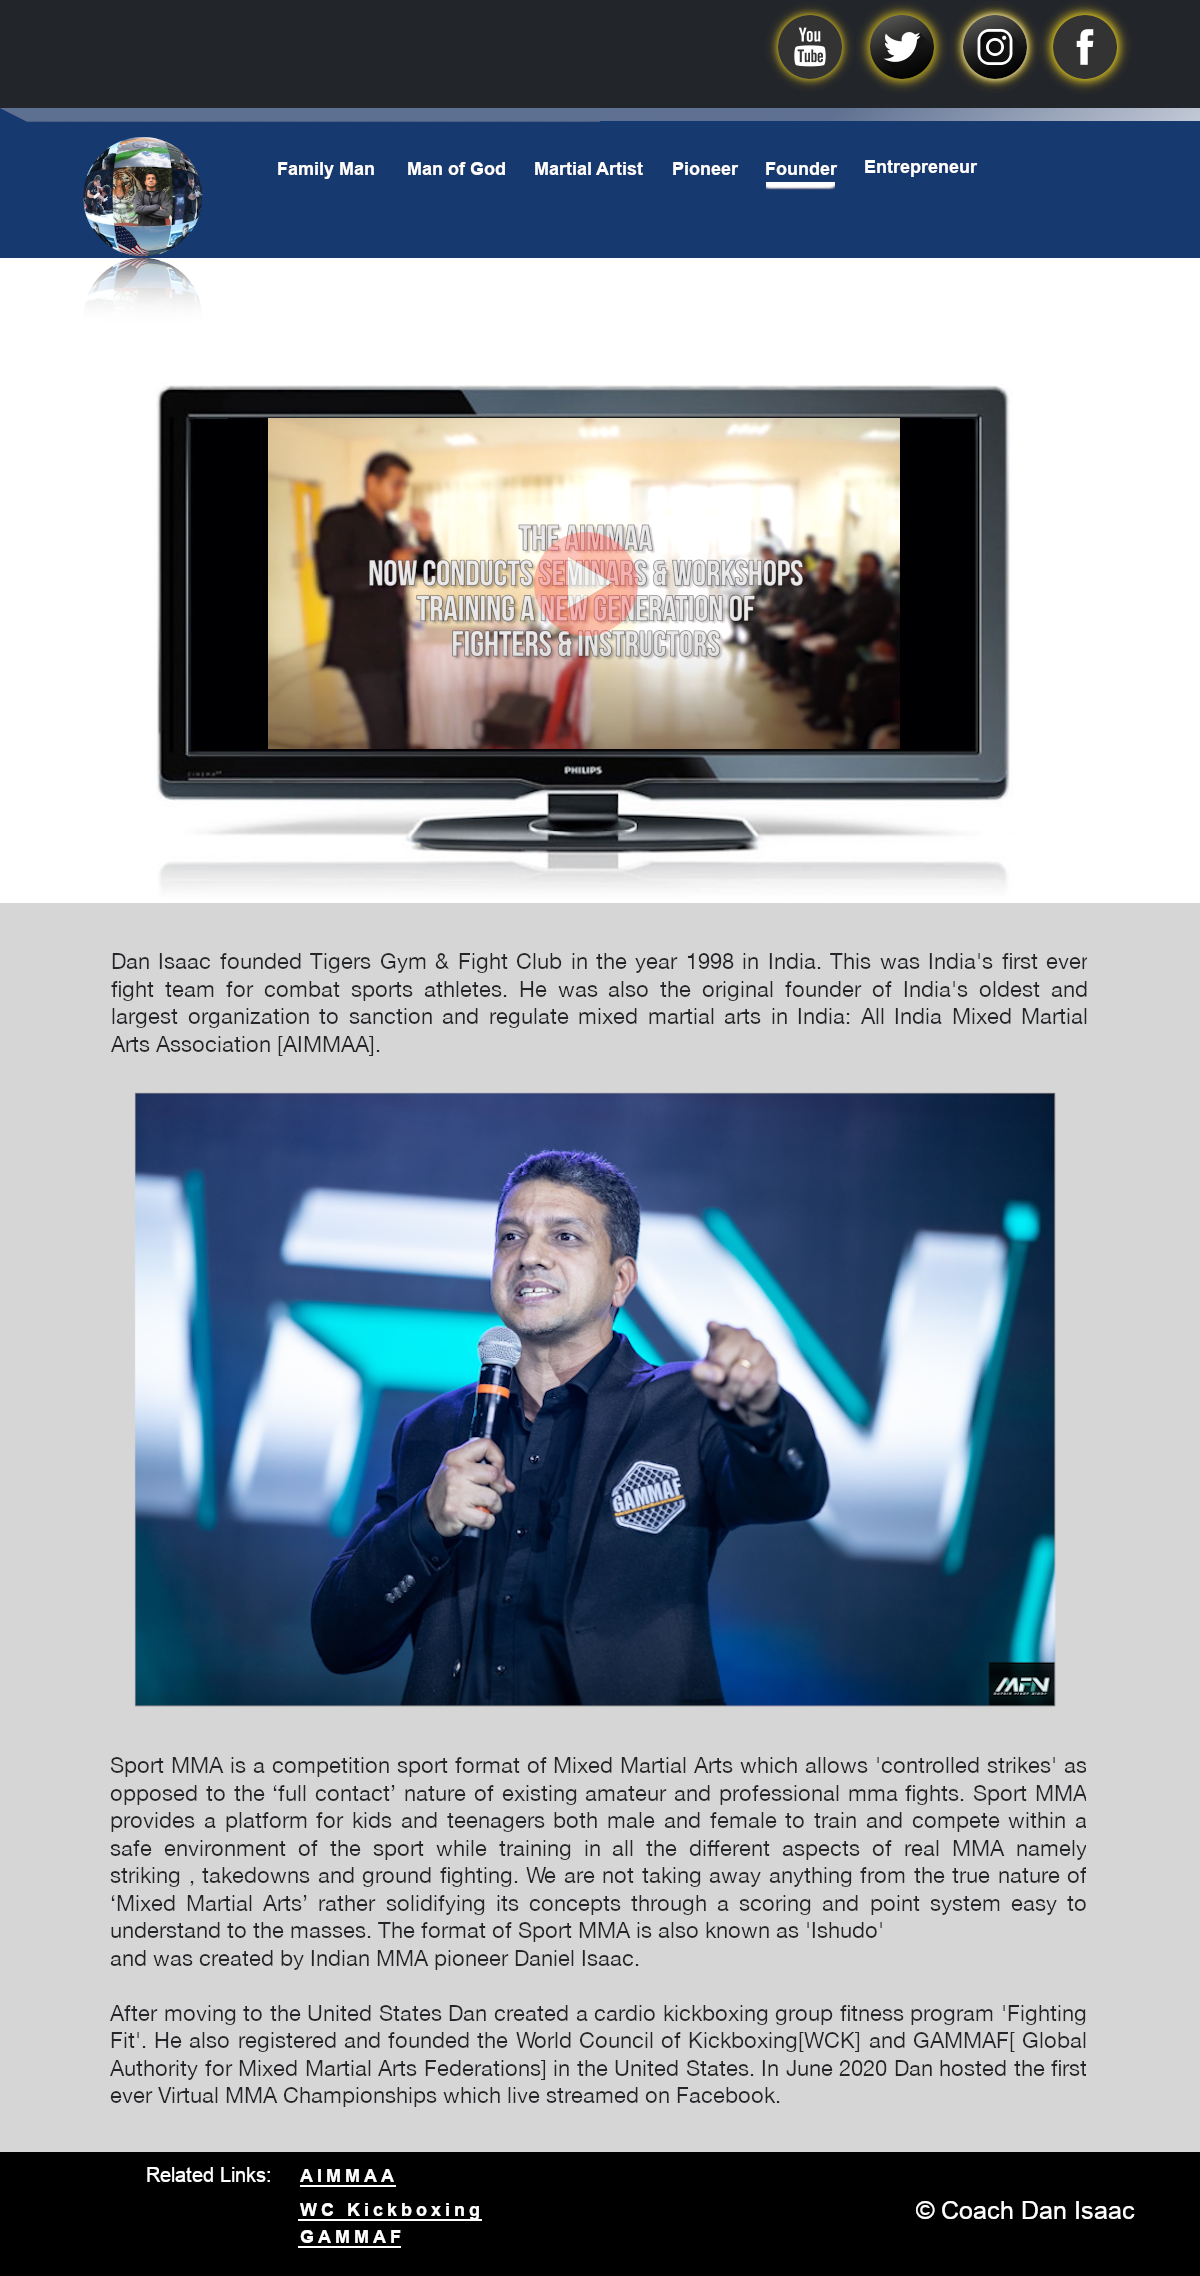 You
Tube
Family Man Man of God Martial Artist Pioneer Founder Entrepreneur
THE AIMMAA
NOW CONDUCTS SEMINARS & WORKSHOPS
TRAINING A NEW GENERATION OF
FIGHTERS & INSTRUCTORS
PHILIPS
Dan Isaac founded Tigers Gym & Fight Club in the year 1998 in India. This was India's first ever
fight team for combat sports athletes. He was also the original founder of India's oldest and
largest organization to sanction and regulate mixed martial arts in India: All India Mixed Martial
Arts Association [AIMMAA].
GAMMAF
MFN
Sport MMA is a competition sport format of Mixed Martial Arts which allows 'controlled strikes' as
opposed to the ‘full contact’ nature of existing amateur and professional mma fights. Sport MMA
provides a platform for kids and teenagers both male and female to train and compete within a
safe environment of the sport while training in all the different aspects of real MMA namely
striking , takedowns and ground fighting. We are not taking away anything from the true nature of
‘Mixed Martial Arts’ rather solidifying its concepts through a scoring and point system easy to
understand to the masses. The format of Sport MMA is also known as 'Ishudo'
and was created by Indian MMA pioneer Daniel Isaac.
After moving to the United States Dan created a cardio kickboxing group fitness program 'Fighting
Fit'. He also registered and founded the World Council of Kickboxing[WCK] and GAMMAF[ Global
Authority for Mixed Martial Arts Federations] in the United States. In June 2020 Dan hosted the first
ever Virtual MMA Championships which live streamed on Facebook.
Related Links: AIMMAA
WC Kickboxing
GAMMAF
© Coach Dan Isaac